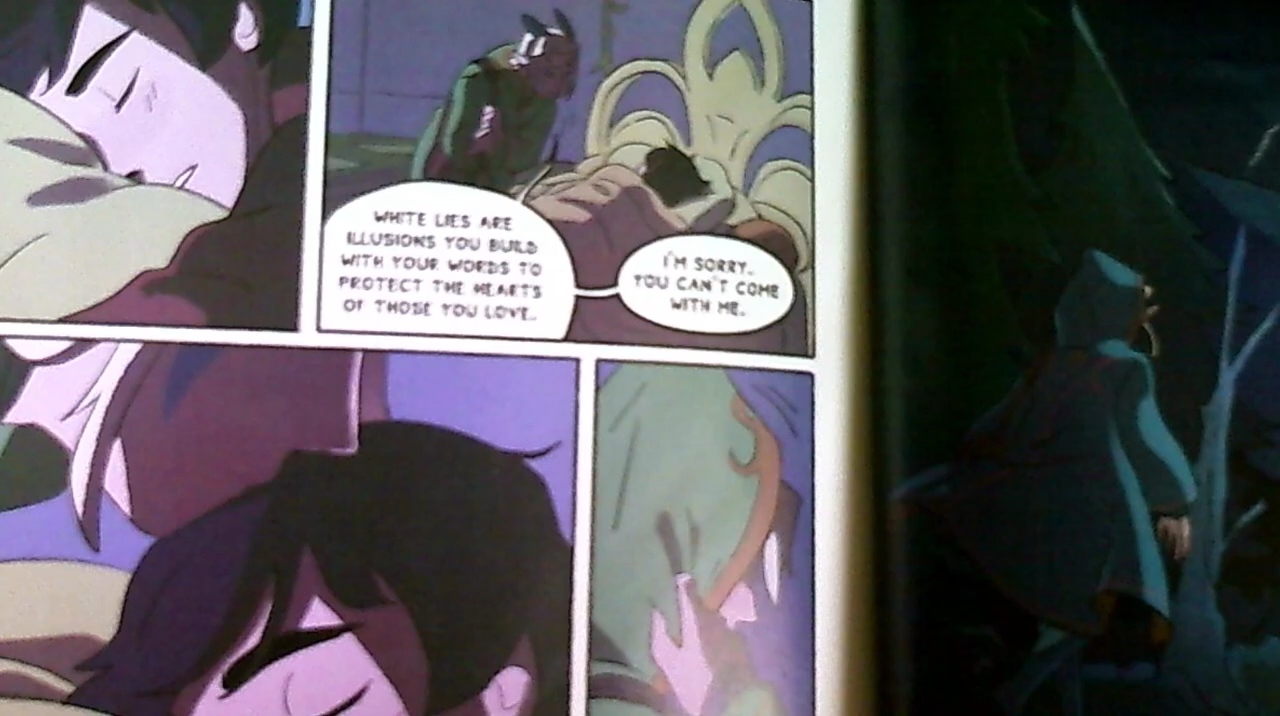 WHITE LIES ARE
ILLUSIONS YOU BUILD
WITH YOUR WORDS TO
PROTECT THE HEARTS
OF THOSE YOU LOVE.
I'M SORRY.
YOU CAN'T COME
WITH ME.